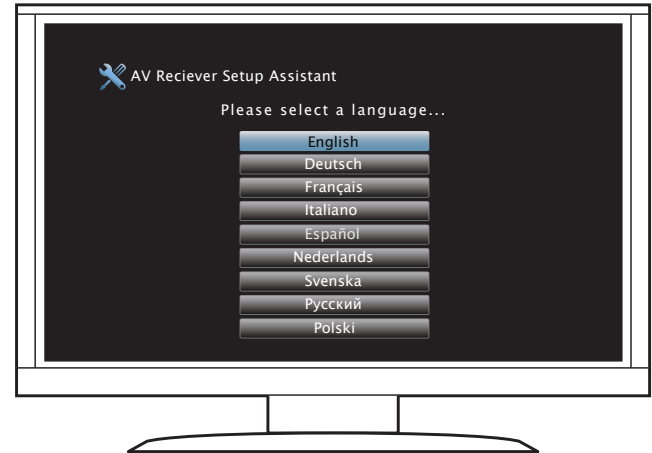 AV Reciever Setup Assistant
Please select a language...
English
Deutsch
Français
Italiano
Español
Nederlands
Svenska
Русский
Polski